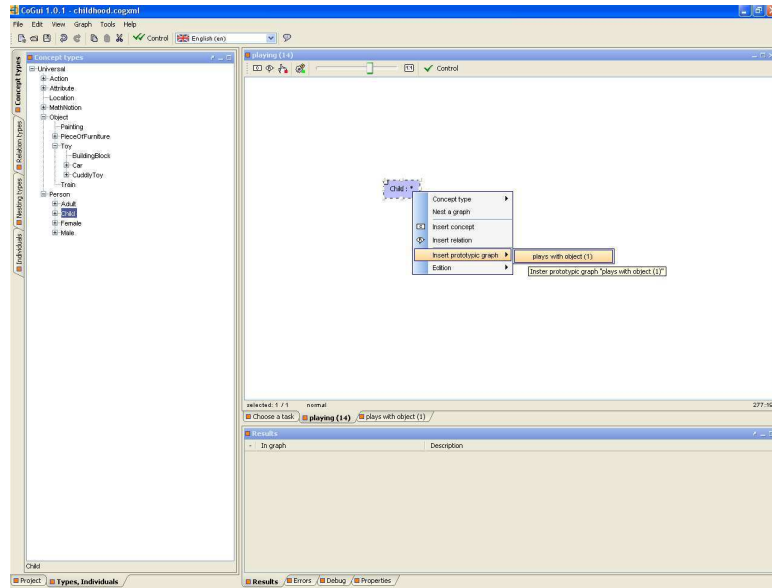 CoGui 1.0.1 - childhood.cogxml
File Edit View Graph Tools Help
Control English (en)
Concept types
Universal
Action
Attribute
Location
MathNotion
Object
Painting
PieceOfFurniture
Toy
BuildingBlock
Car
CuddlyToy
Train
Person
Adult
Child
Female
Male
Concept types
Relation types
Nesting types
Individuals
Child
Project Types, Individuals
playing (14)
1:1 Control
Child : *
Concept type
Nest a graph
Insert concept
Insert relation
Insert prototypic graph
Edition
plays with object (1)
Inster prototypic graph "plays with object (1)"
selected: 1 / 1 normal
Choose a task playing (14) plays with object (1)
Results
- In graph Description
Results Errors Debug Properties